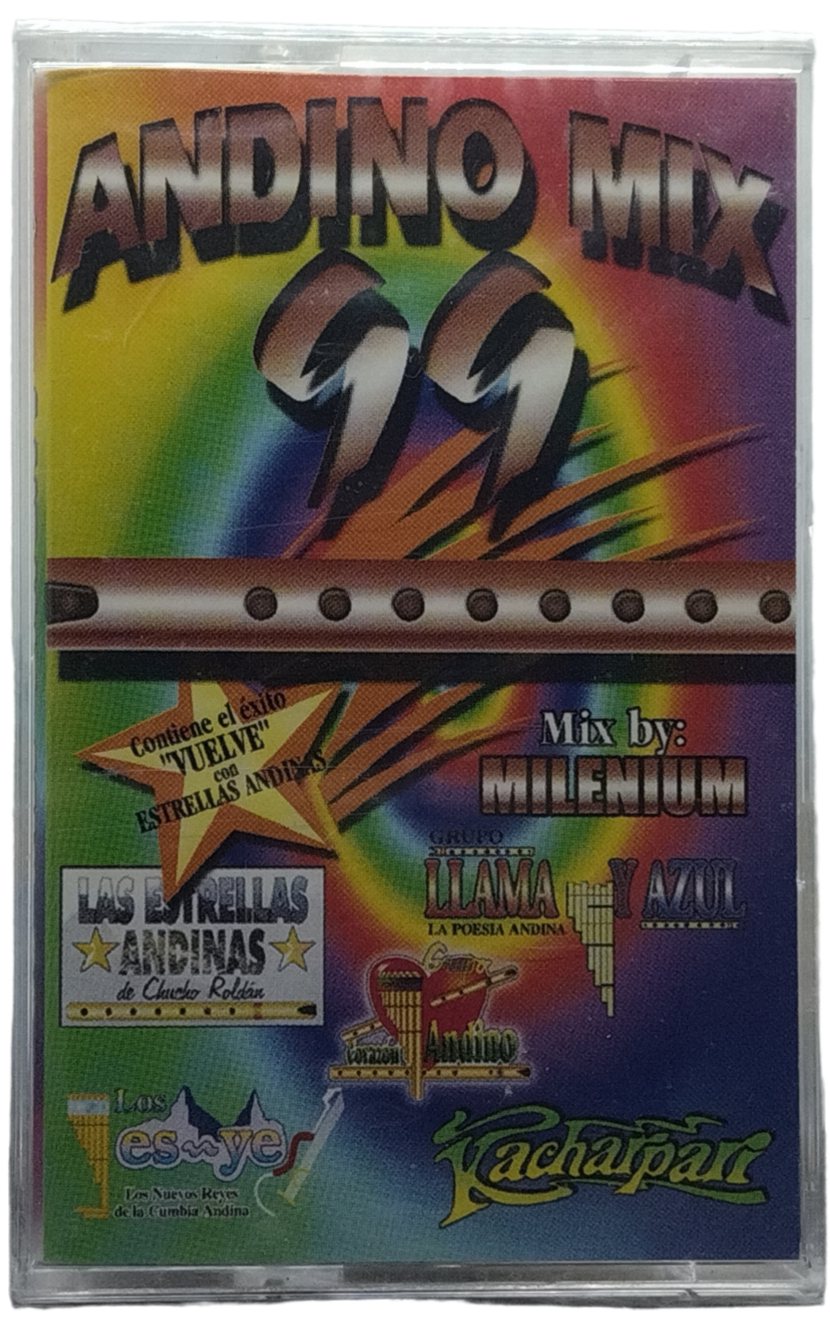 ANDINO MIX
99
Contiene el éxito
"VUELVE"
con
ESTRELLAS ANDINAS
Mix by:
MILENIUM
GRUPO
LLAMA Y AZUL
LA POESIA ANDINA
LAS ESTRELLAS
ANDINAS
de Chucho Roldán
Grupo
Corazón Andino
Los
es~yes
Los Nuevos Reyes
de la Cumbia Andina
Kacharpari